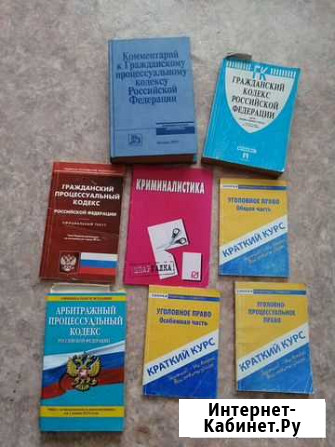 Комментарий
к Гражданскому
процессуальному
кодексу
Российской
Федерации
ГК
ГРАЖДАНСКИЙ
КОДЕКС
РОССИЙСКОЙ
ФЕДЕРАЦИИ
ГРАЖДАНСКИЙ
ПРОЦЕССУАЛЬНЫЙ
КОДЕКС
РОССИЙСКОЙ ФЕДЕРАЦИИ
КРИМИНАЛИСТИКА
ШПАРГАЛКА
УГОЛОВНОЕ ПРАВО
Общая часть
КРАТКИЙ КУРС
АРБИТРАЖНЫЙ
ПРОЦЕССУАЛЬНЫЙ
КОДЕКС
РОССИЙСКОЙ ФЕДЕРАЦИИ
УГОЛОВНОЕ ПРАВО
Особенная часть
КРАТКИЙ КУРС
УГОЛОВНО-
ПРОЦЕССУАЛЬНОЕ
ПРАВО
КРАТКИЙ КУРС
Интернет-
Кабинет.Ру